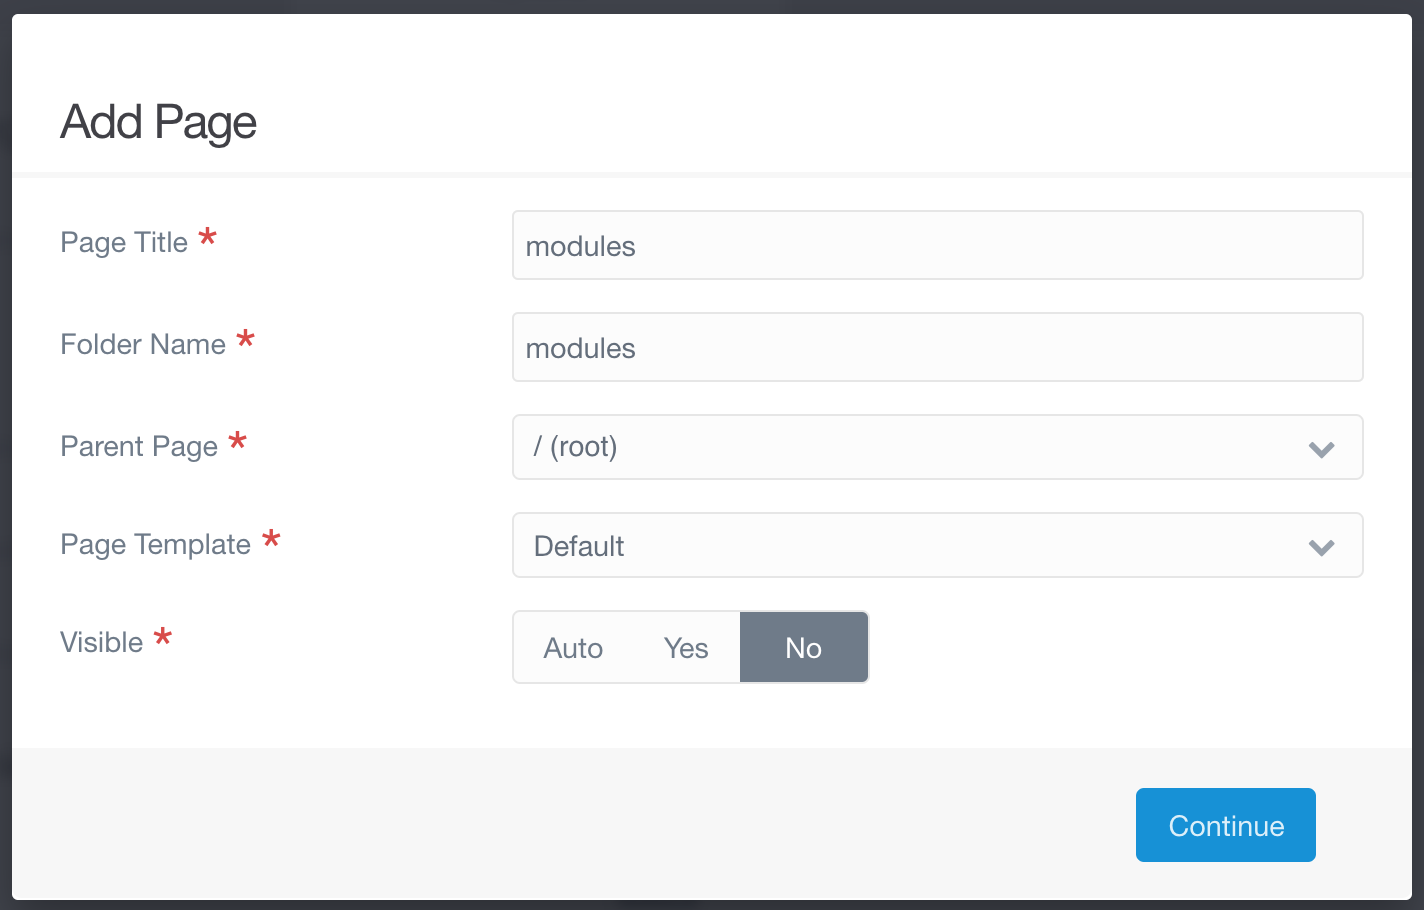 Add Page
Page Title *
modules
Folder Name *
modules
Parent Page *
/ (root)
Page Template *
Default
Visible *
Auto Yes No
Continue